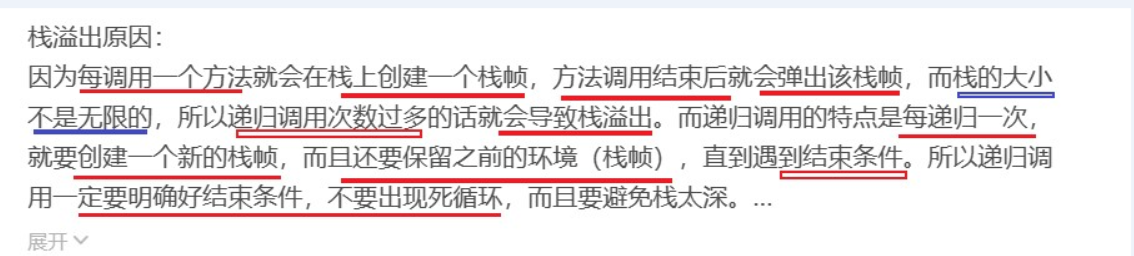 栈溢出原因：
因为每调用一个方法就会在栈上创建一个栈帧，方法调用结束后就会弹出该栈帧，而栈的大小
不是无限的，所以递归调用次数过多的话就会导致栈溢出。而递归调用的特点是每递归一次，
就要创建一个新的栈帧，而且还要保留之前的环境（栈帧），直到遇到结束条件。所以递归调
用一定要明确好结束条件，不要出现死循环，而且要避免栈太深。...
展开